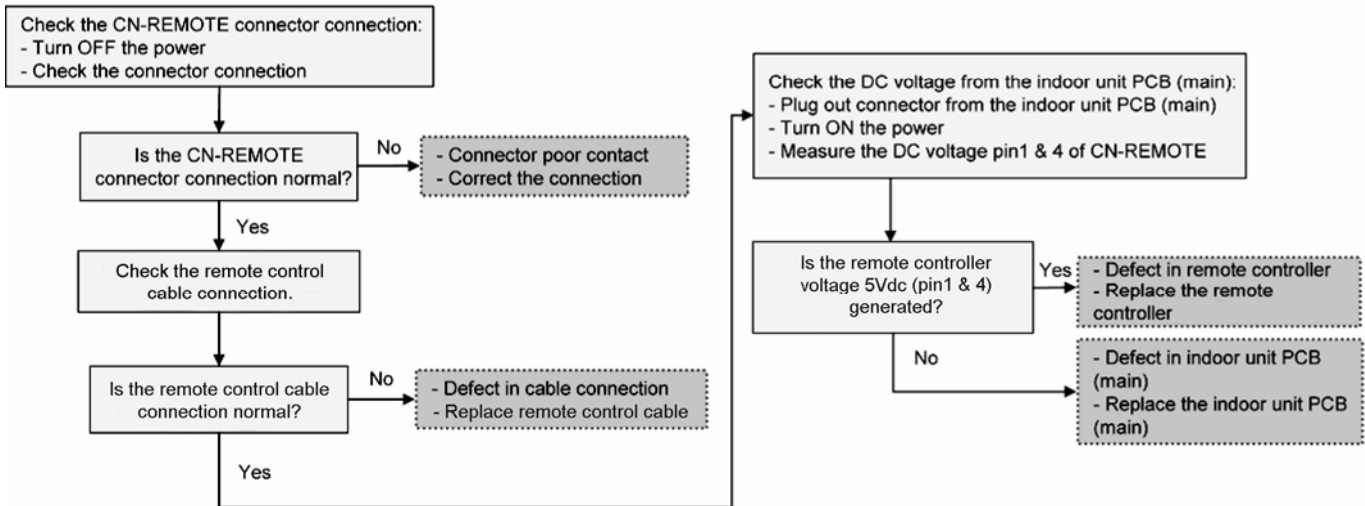 Check the CN-REMOTE connector connection:
- Turn OFF the power
- Check the connector connection
Is the CN-REMOTE
connector connection normal?
No
- Connector poor contact
- Correct the connection
Yes
Check the remote control
cable connection.
Is the remote control cable
connection normal?
No
- Defect in cable connection
- Replace remote control cable
Yes
Check the DC voltage from the indoor unit PCB (main):
- Plug out connector from the indoor unit PCB (main)
- Turn ON the power
- Measure the DC voltage pin1 & 4 of CN-REMOTE
Is the remote controller
voltage 5Vdc (pin1 & 4)
generated?
Yes
- Defect in remote controller
- Replace the remote
controller
No
- Defect in indoor unit PCB
(main)
- Replace the indoor unit PCB
(main)